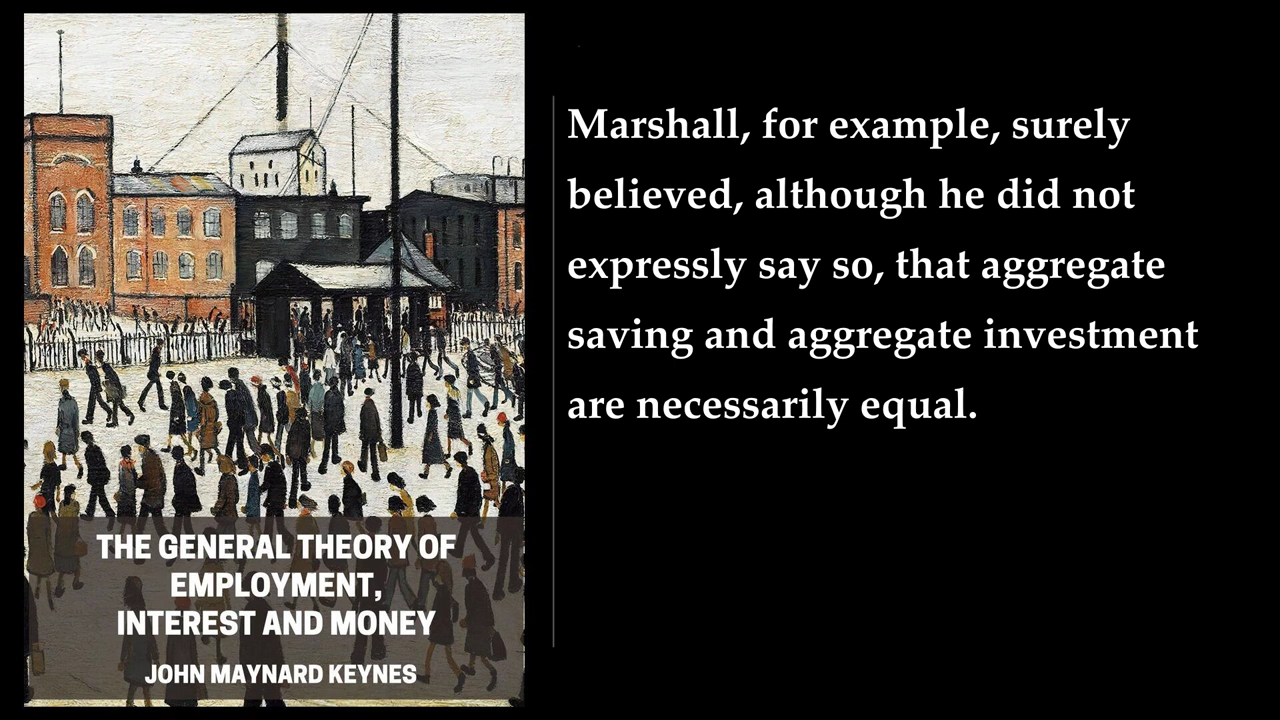 THE GENERAL THEORY OF
EMPLOYMENT,
INTEREST AND MONEY
JOHN MAYNARD KEYNES
Marshall, for example, surely
believed, although he did not
expressly say so, that aggregate
saving and aggregate investment
are necessarily equal.